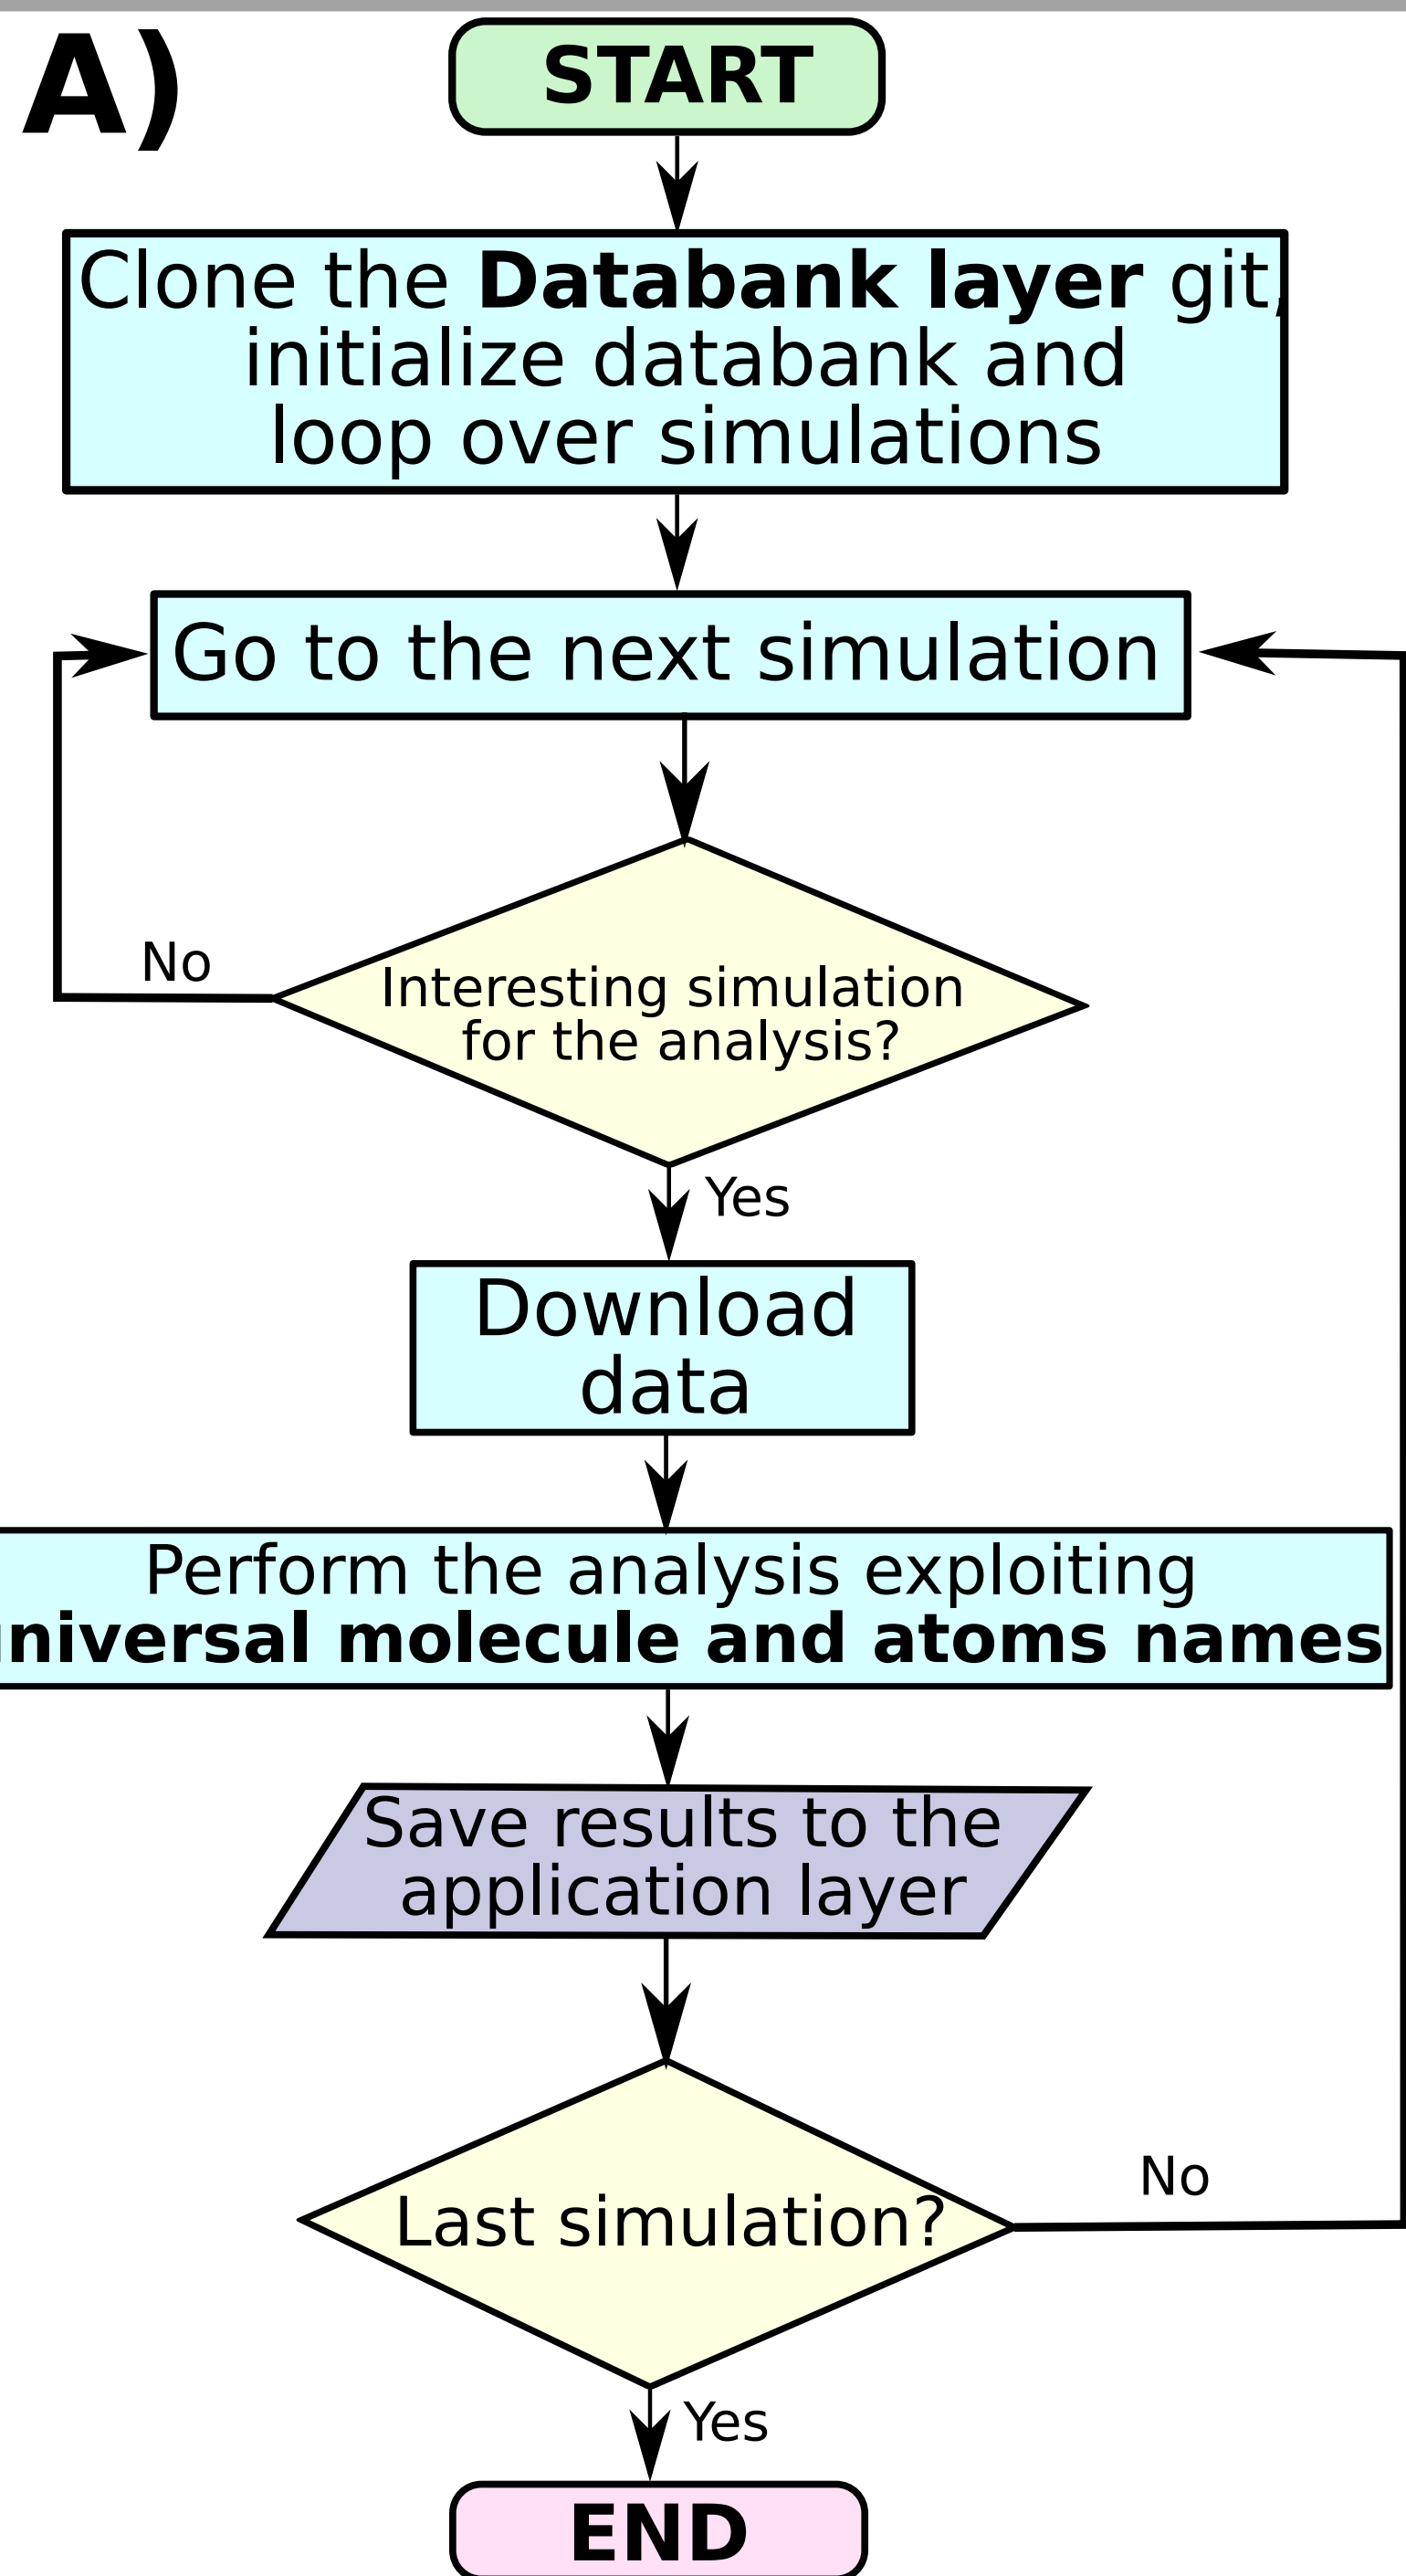 A)
START
Clone the Databank layer git,
initialize databank and
loop over simulations
Go to the next simulation
No
Interesting simulation
for the analysis?
Yes
Download
data
Perform the analysis exploiting
niversal molecule and atoms names
Save results to the
application layer
No
Last simulation?
Yes
END